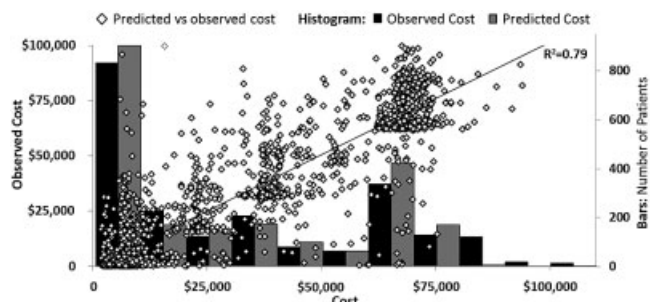 Predicted vs observed cost Histogram: Observed Cost Predicted Cost
$100,000
$75,000
$50,000
$25,000
0
Observed Cost
R²=0.79
800
600
400
200
0
Bars: Number of Patients
0 $25,000 $50,000 $75,000 $100,000
Cost